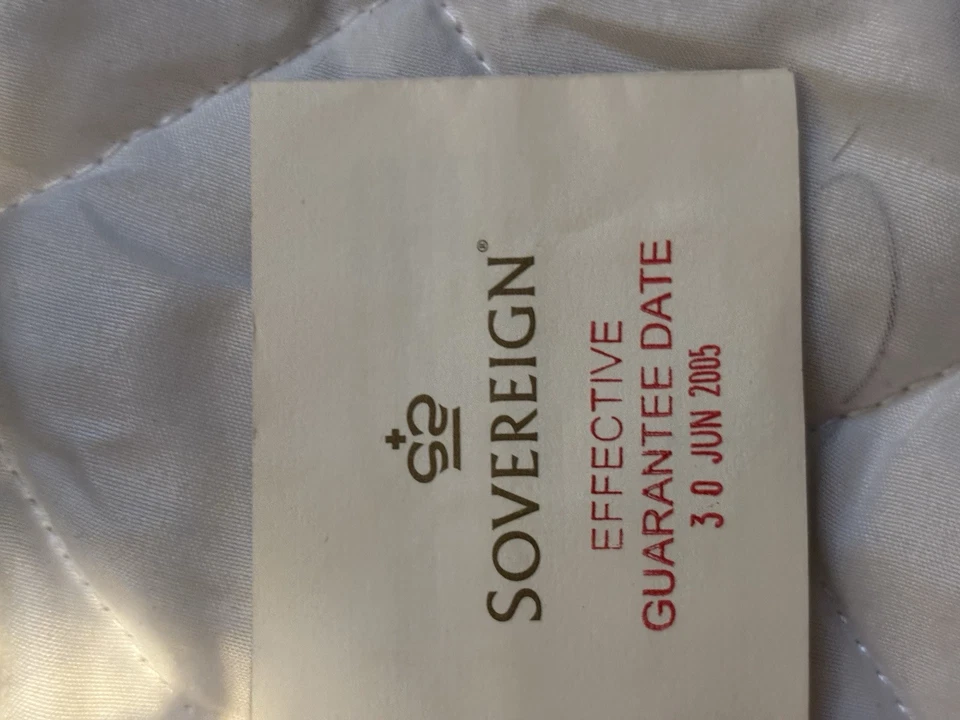 SOVEREIGN®
EFFECTIVE
GUARANTEE DATE
30 JUN 2005